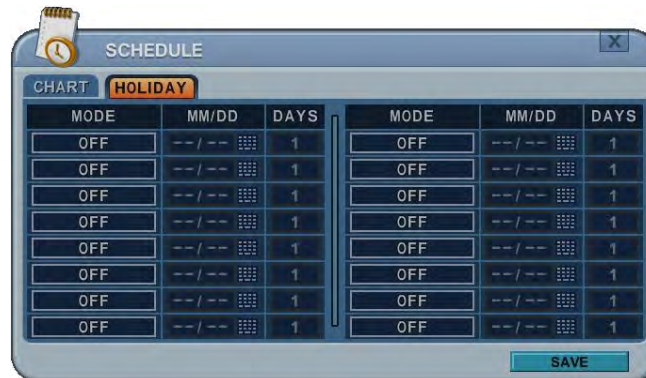 SCHEDULE X
CHART HOLIDAY
MODE MM/DD DAYS MODE MM/DD DAYS
OFF --/-- 1 OFF --/-- 1
OFF --/-- 1 OFF --/-- 1
OFF --/-- 1 OFF --/-- 1
OFF --/-- 1 OFF --/-- 1
OFF --/-- 1 OFF --/-- 1
OFF --/-- 1 OFF --/-- 1
OFF --/-- 1 OFF --/-- 1
OFF --/-- 1 OFF --/-- 1
SAVE